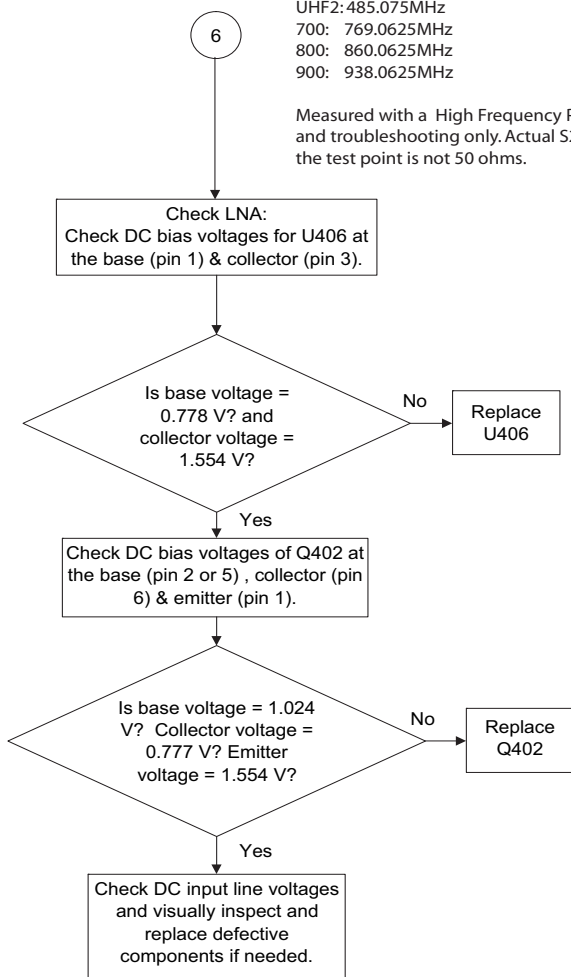 UHF2: 485.075MHz
700: 769.0625MHz
800: 860.0625MHz
900: 938.0625MHz
Measured with a High Frequency
and troubleshooting only. Actual
the test point is not 50 ohms.
6
Check LNA:
Check DC bias voltages for U406 at
the base (pin 1) & collector (pin 3).
Is base voltage =
0.778 V? and
collector voltage =
1.554 V?
No
Replace
U406
Yes
Check DC bias voltages of Q402 at
the base (pin 2 or 5) , collector (pin
6) & emitter (pin 1).
Is base voltage = 1.024
V? Collector voltage =
0.777 V? Emitter
voltage = 1.554 V?
No
Replace
Q402
Yes
Check DC input line voltages
and visually inspect and
replace defective
components if needed.